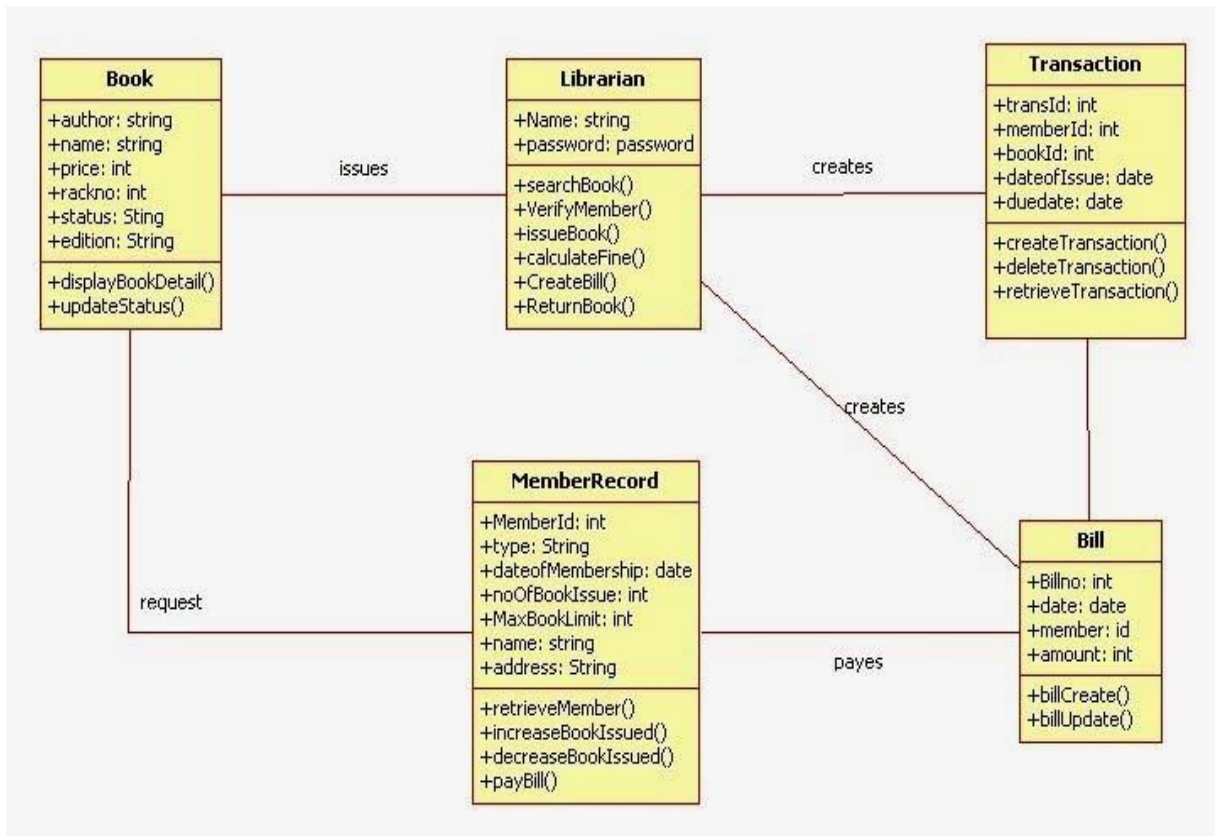 Book
+author: string
+name: string
+price: int
+rackno: int
+status: Sting
+edition: String
+displayBookDetail()
+updateStatus()
issues
Librarian
+Name: string
+password: password
+searchBook()
+VerifyMember()
+issueBook()
+calculateFine()
+CreateBill()
+ReturnBook()
creates
Transaction
+transId: int
+memberId: int
+bookId: int
+dateofIssue: date
+duedate: date
+createTransaction()
+deleteTransaction()
+retrieveTransaction()
creates
request
MemberRecord
+MemberId: int
+type: String
+dateofMembership: date
+noOfBookIssue: int
+MaxBookLimit: int
+name: string
+address: String
+retrieveMember()
+increaseBookIssued()
+decreaseBookIssued()
+payBill()
payes
Bill
+Billno: int
+date: date
+member: id
+amount: int
+billCreate()
+billUpdate()